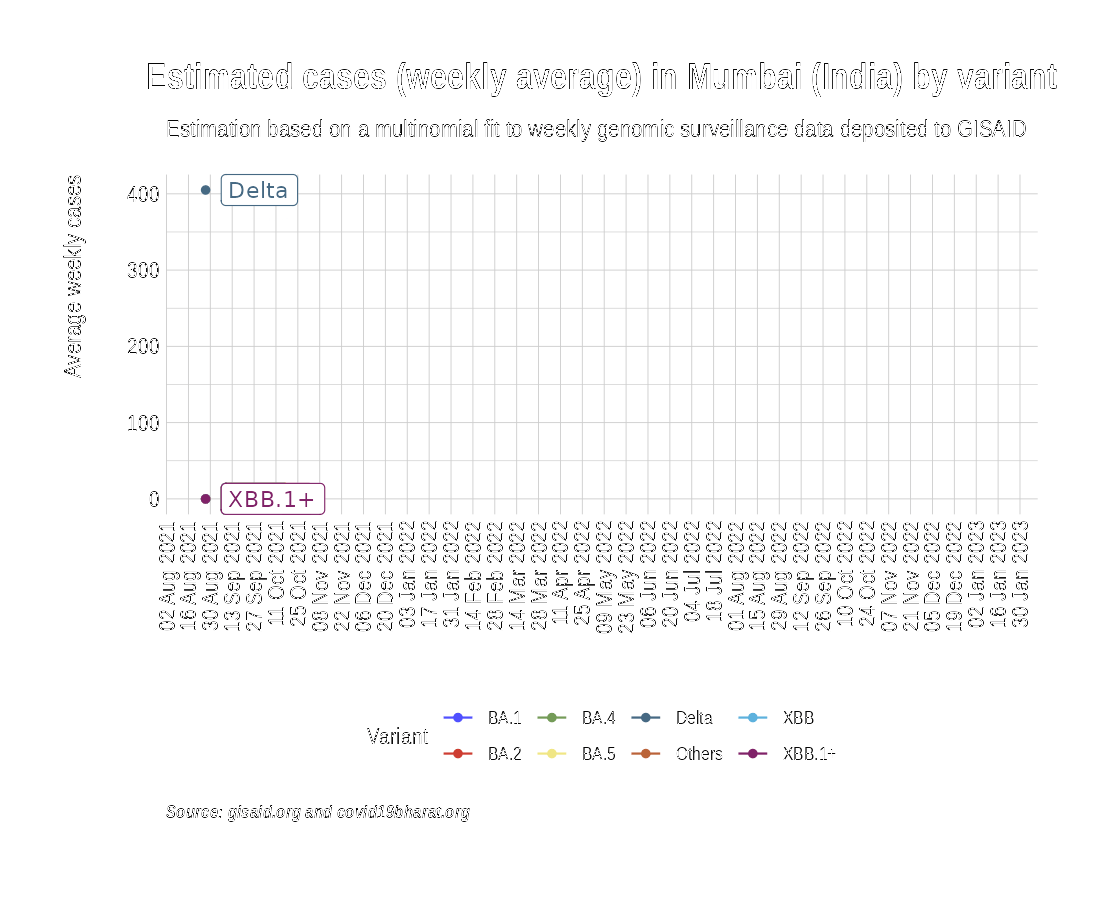 Estimated cases (weekly average) in Mumbai (India) by variant
Estimation based on a multinomial fit to weekly genomic surveillance data deposited to GISAID
Average weekly cases
400
300
200
100
0
Delta
XBB.1+
02 Aug 2021
16 Aug 2021
30 Aug 2021
13 Sep 2021
27 Sep 2021
11 Oct 2021
25 Oct 2021
08 Nov 2021
22 Nov 2021
06 Dec 2021
20 Dec 2021
03 Jan 2022
17 Jan 2022
31 Jan 2022
14 Feb 2022
28 Feb 2022
14 Mar 2022
28 Mar 2022
11 Apr 2022
25 Apr 2022
09 May 2022
23 May 2022
06 Jun 2022
20 Jun 2022
04 Jul 2022
18 Jul 2022
01 Aug 2022
15 Aug 2022
29 Aug 2022
12 Sep 2022
26 Sep 2022
10 Oct 2022
24 Oct 2022
07 Nov 2022
21 Nov 2022
05 Dec 2022
19 Dec 2022
02 Jan 2023
16 Jan 2023
30 Jan 2023
Variant
BA.1
BA.4
Delta
XBB
BA.2
BA.5
Others
XBB.1+
Source: gisaid.org and covid19bharat.org